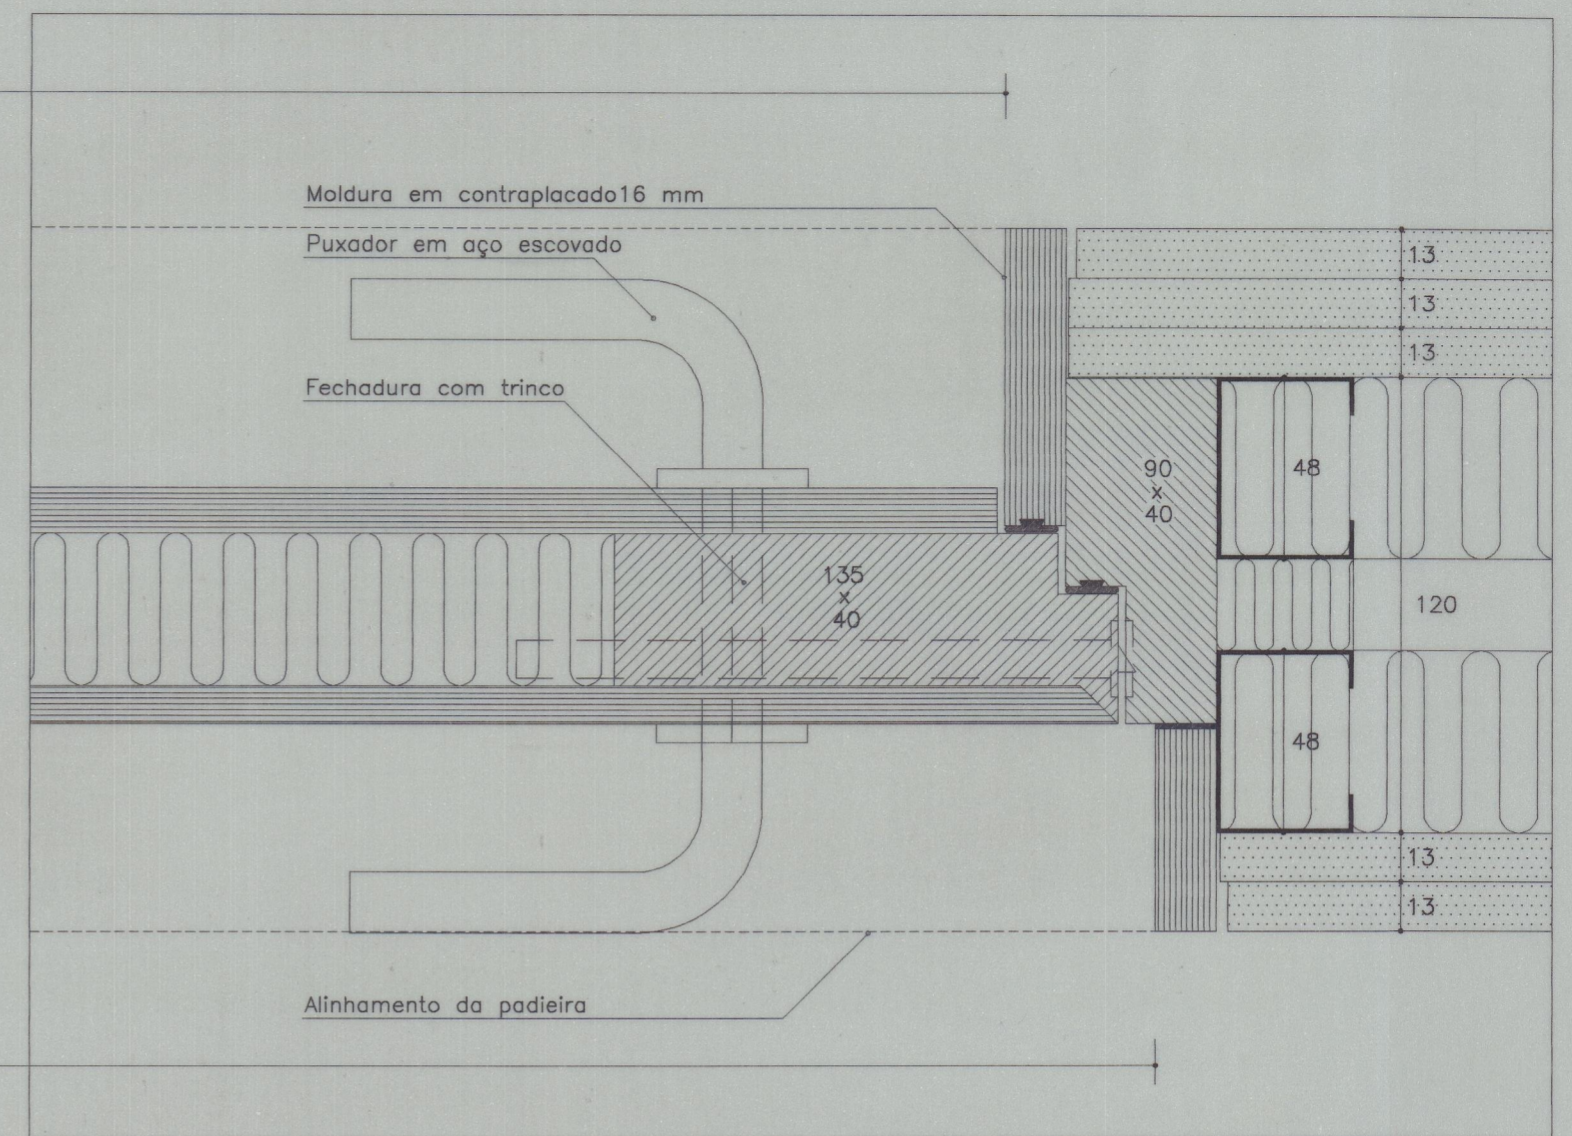 Moldura em contraplacado16 mm
Puxador em aço escovado
13
13
13
Fechadura com trinco
90
x
40
48
135
x
40
120
48
13
13
Alinhamento da padieira